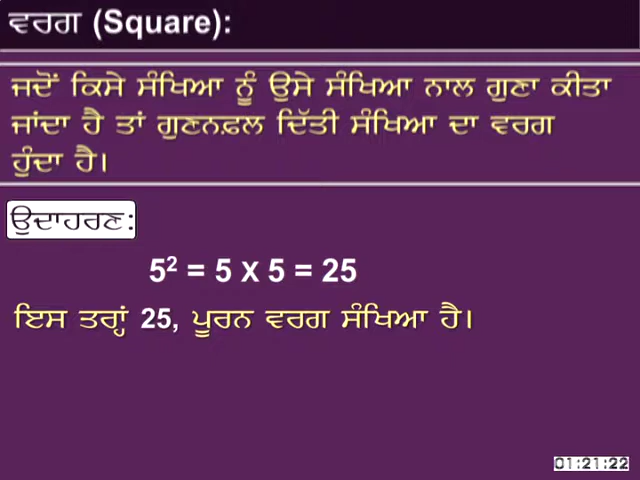 ਵਰਗ (Square):
ਜਦੋਂ ਕਿਸੇ ਸੰਖਿਆ ਨੂੰ ਉਸੇ ਸੰਖਿਆ ਨਾਲ ਗੁਣਾ ਕੀਤਾ
ਜਾਂਦਾ ਹੈ ਤਾਂ ਗੁਣਨਫ਼ਲ ਦਿੱਤੀ ਸੰਖਿਆ ਦਾ ਵਰਗ
ਹੁੰਦਾ ਹੈ।
ਉਦਾਹਰਣ:
5² = 5 X 5 = 25
ਇਸ ਤਰ੍ਹਾਂ 25, ਪੂਰਨ ਵਰਗ ਸੰਖਿਆ ਹੈ।
01:21:22